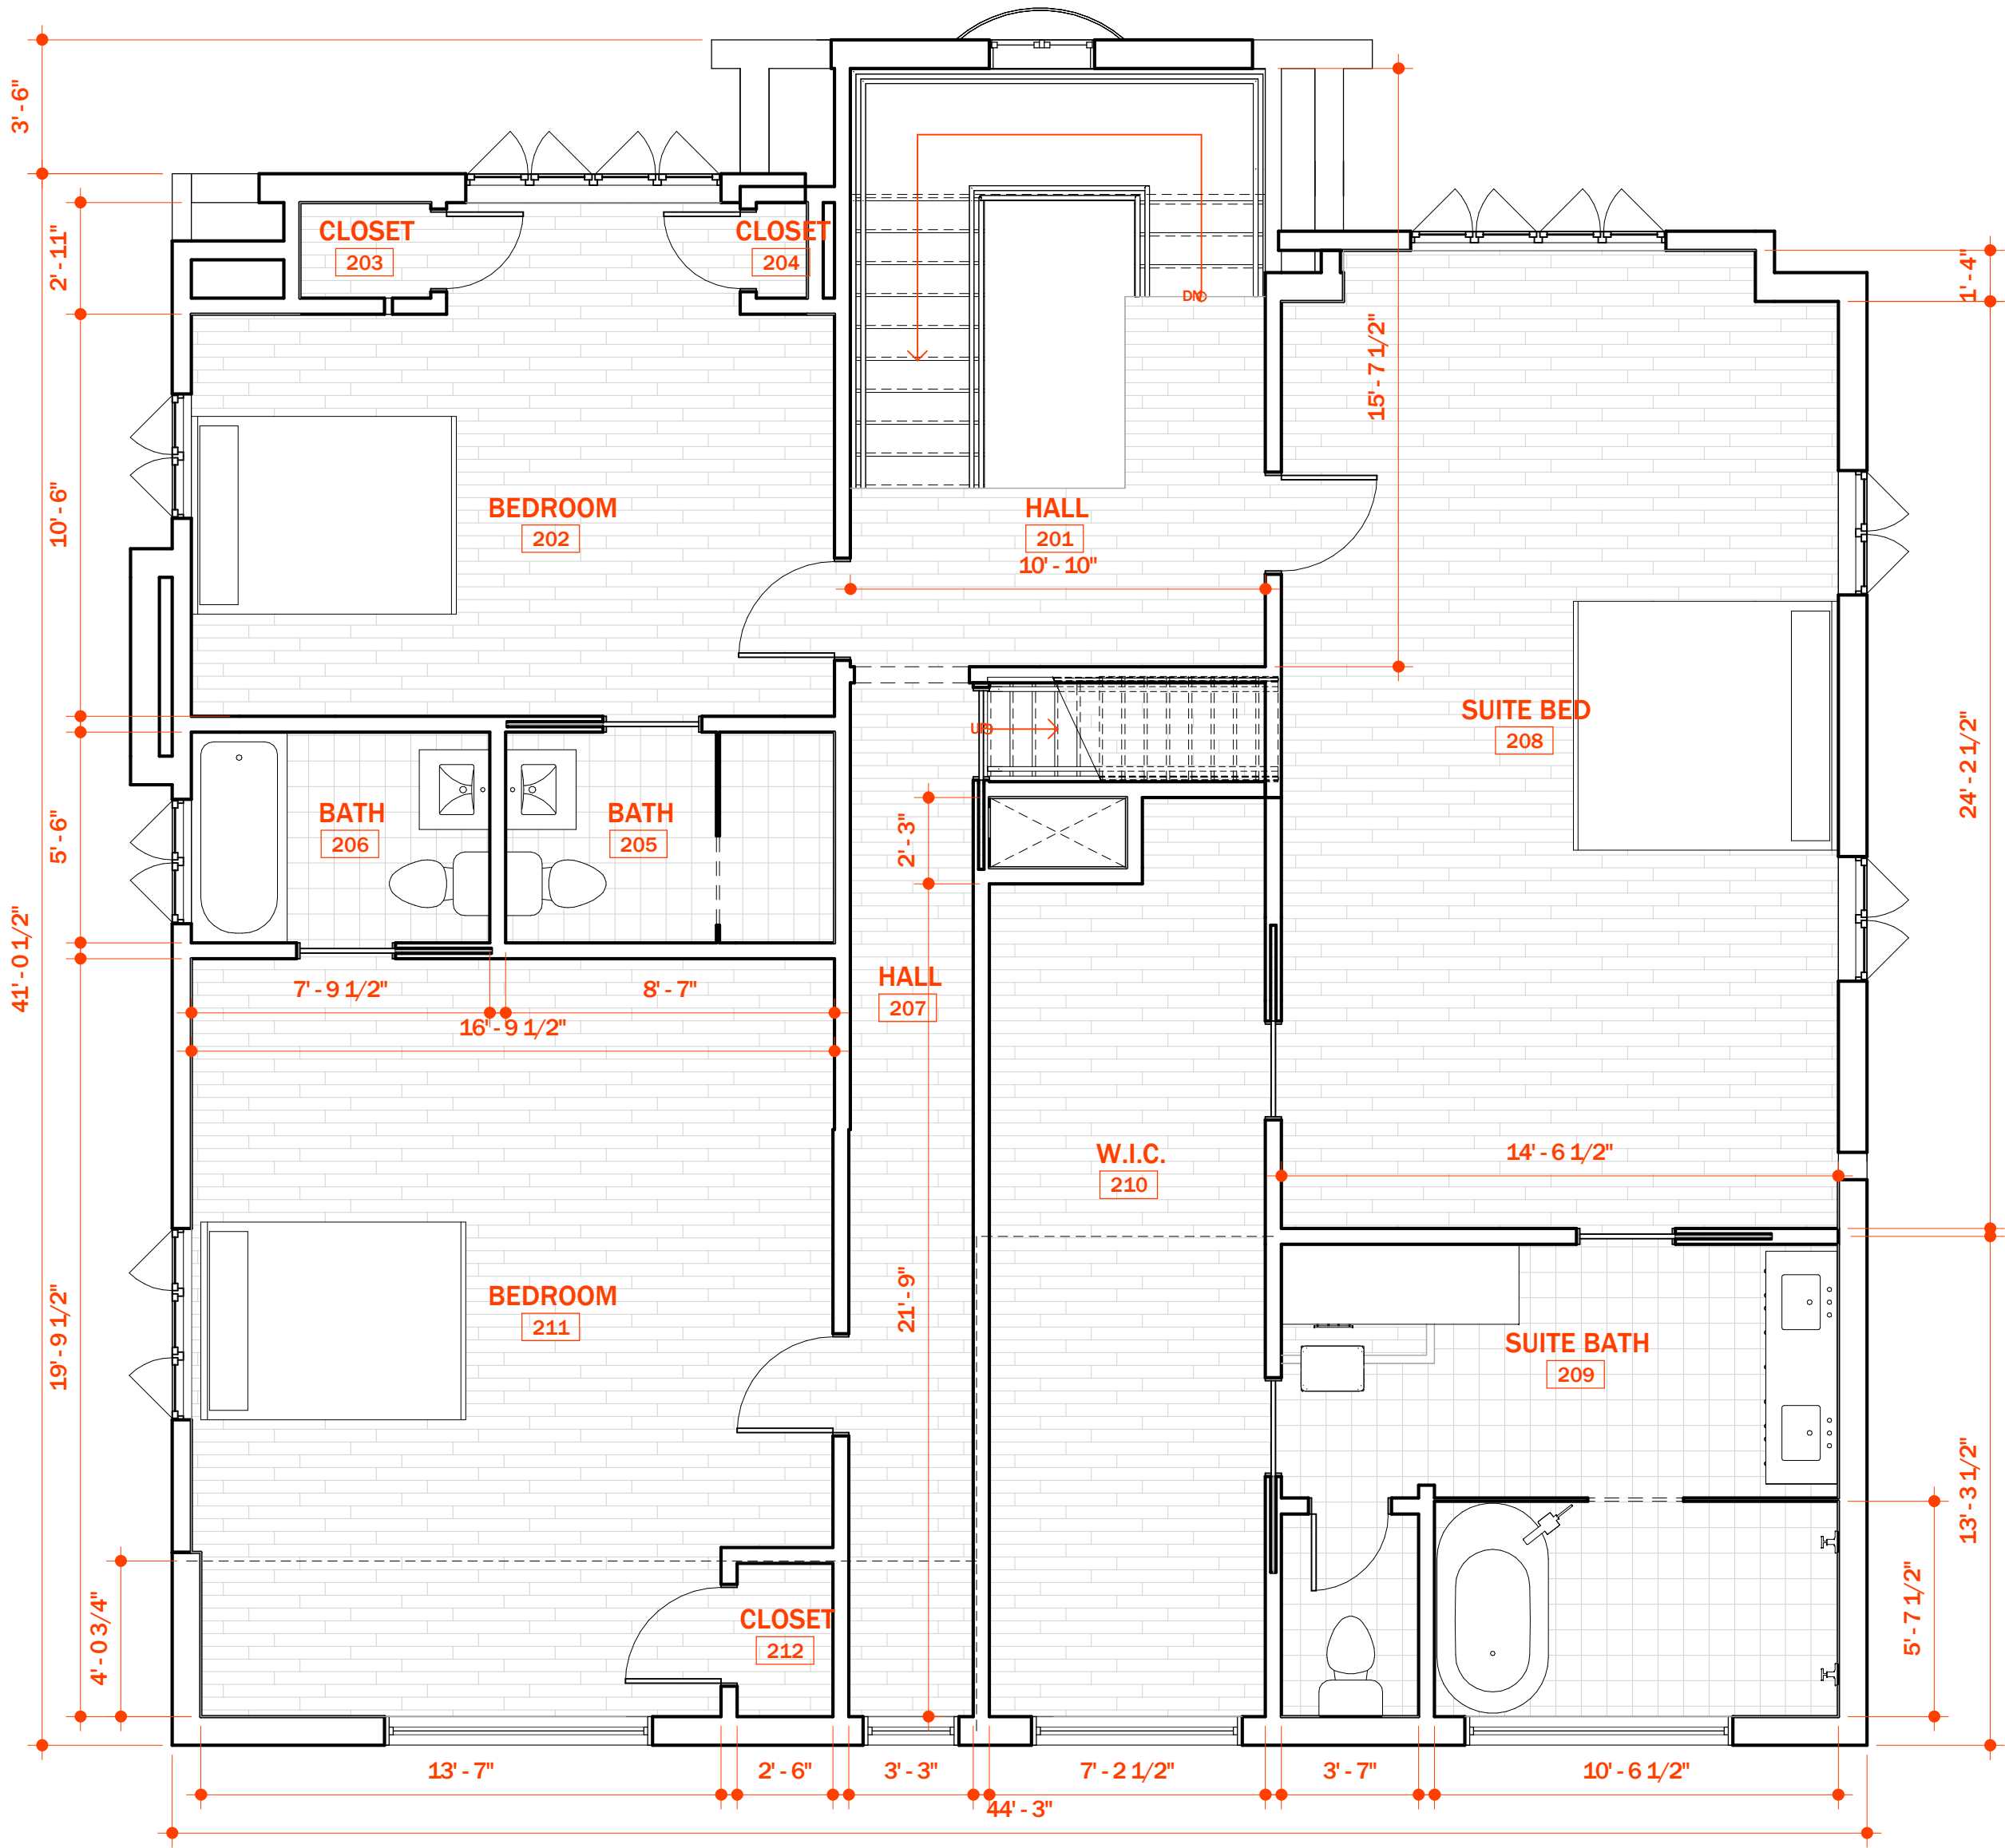 3' - 6"
41' - 0 1/2"
2' - 11"
10' - 6"
5' - 6"
19' - 9 1/2"
4' - 0 3/4"
CLOSET
203
CLOSET
204
DN
BEDROOM
202
HALL
201
10' - 10"
15' - 7 1/2"
1' - 4"
24' - 2 1/2"
SUITE BED
208
UP
BATH
206
BATH
205
2' - 3"
7' - 9 1/2"
8' - 7"
16' - 9 1/2"
HALL
207
W.I.C.
210
14' - 6 1/2"
BEDROOM
211
21' - 9"
SUITE BATH
209
13' - 3 1/2"
5' - 7 1/2"
CLOSET
212
13' - 7"
2' - 6"
3' - 3"
7' - 2 1/2"
3' - 7"
10' - 6 1/2"
44' - 3"